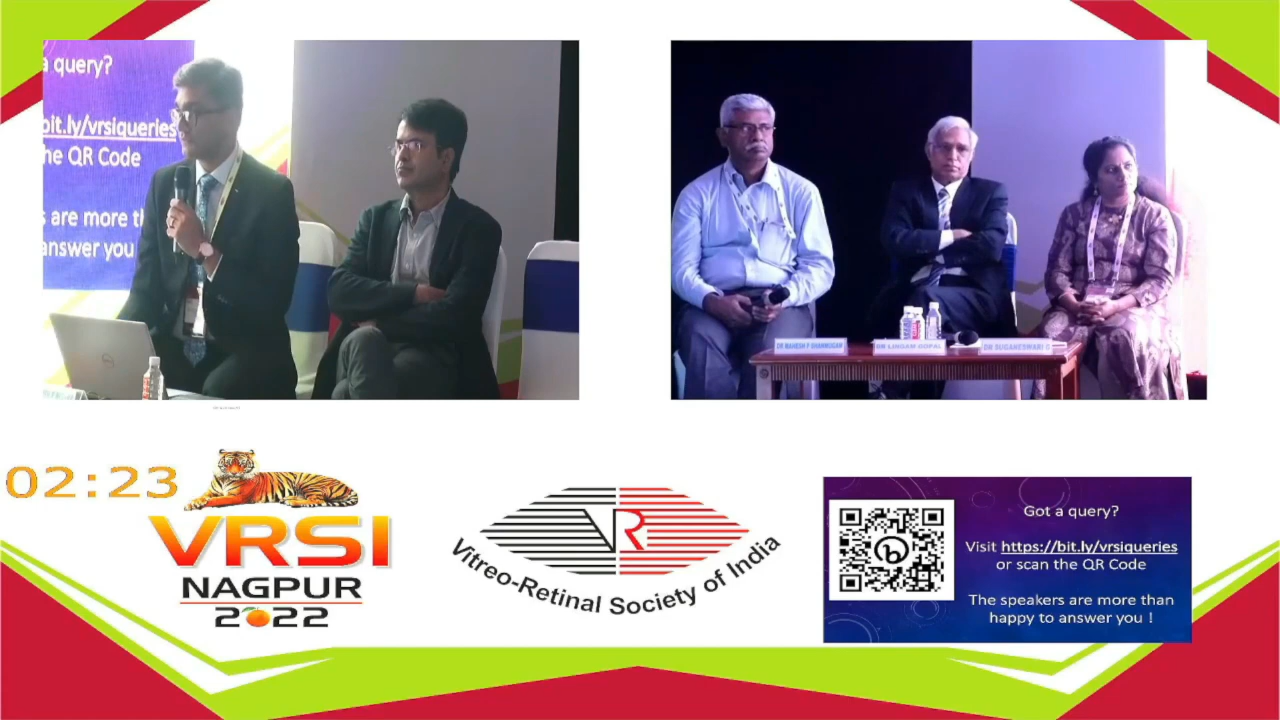 a query?
bit.ly/vrsiqueries
he QR Code
s are more th
answer you
DR MAHESH P SHANMUGAM
DR LINGAM GOPAL
DR SUGANESWARI G
02:23
VRSI
NAGPUR
2022
VR
Vitreo-Retinal Society of India
Got a query?
Visit https://bit.ly/vrsiqueries
or scan the QR Code
The speakers are more than
happy to answer you !